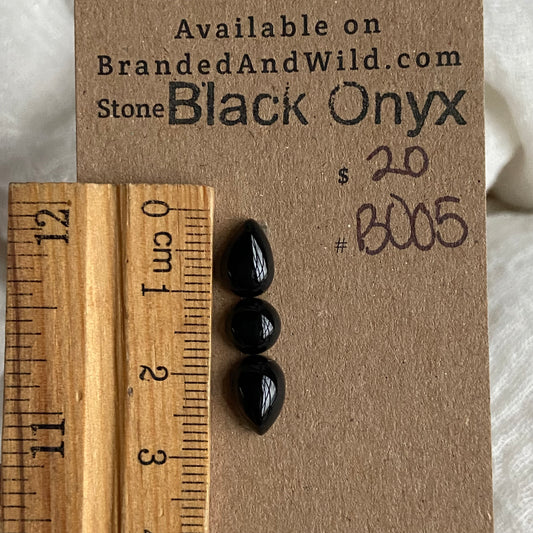 Available on
BrandedAndWild.com
Stone Black Onyx
$ 20
# B005
12
11
0 cm
1
2
3